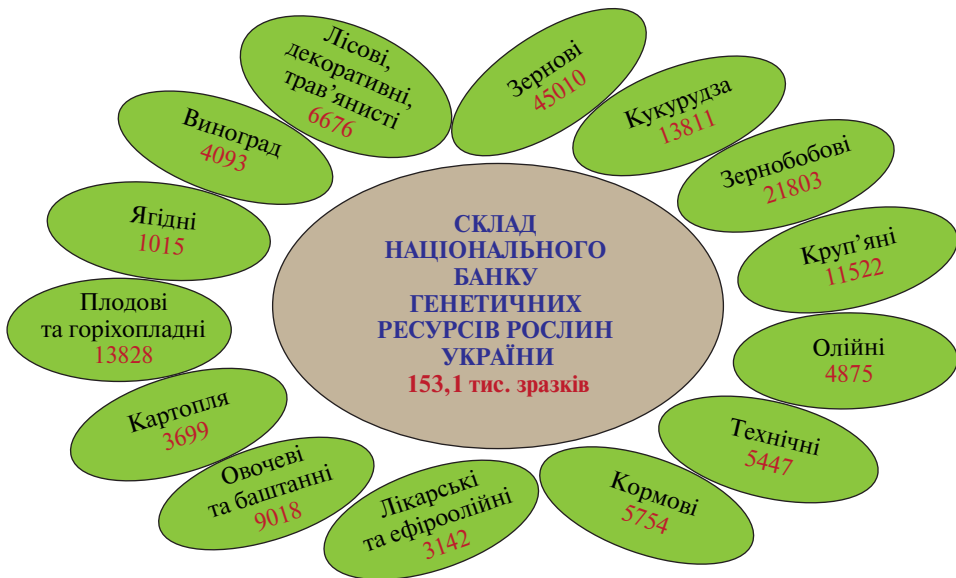 СКЛАД
НАЦІОНАЛЬНОГО
БАНКУ
ГЕНЕТИЧНИХ
РЕСУРСІВ РОСЛИН
УКРАЇНИ
153,1 тис. зразків
Зернові
45010
Кукурудза
13811
Зернобобові
21803
Круп’яні
11522
Олійні
4875
Технічні
5447
Кормові
5754
Лікарські
та ефіроолійні
3142
Овочеві
та баштанні
9018
Картопля
3699
Плодові
та горіхопладні
13828
Ягідні
1015
Виноград
4093
Лісові,
декоративні,
трав’янисті
6676